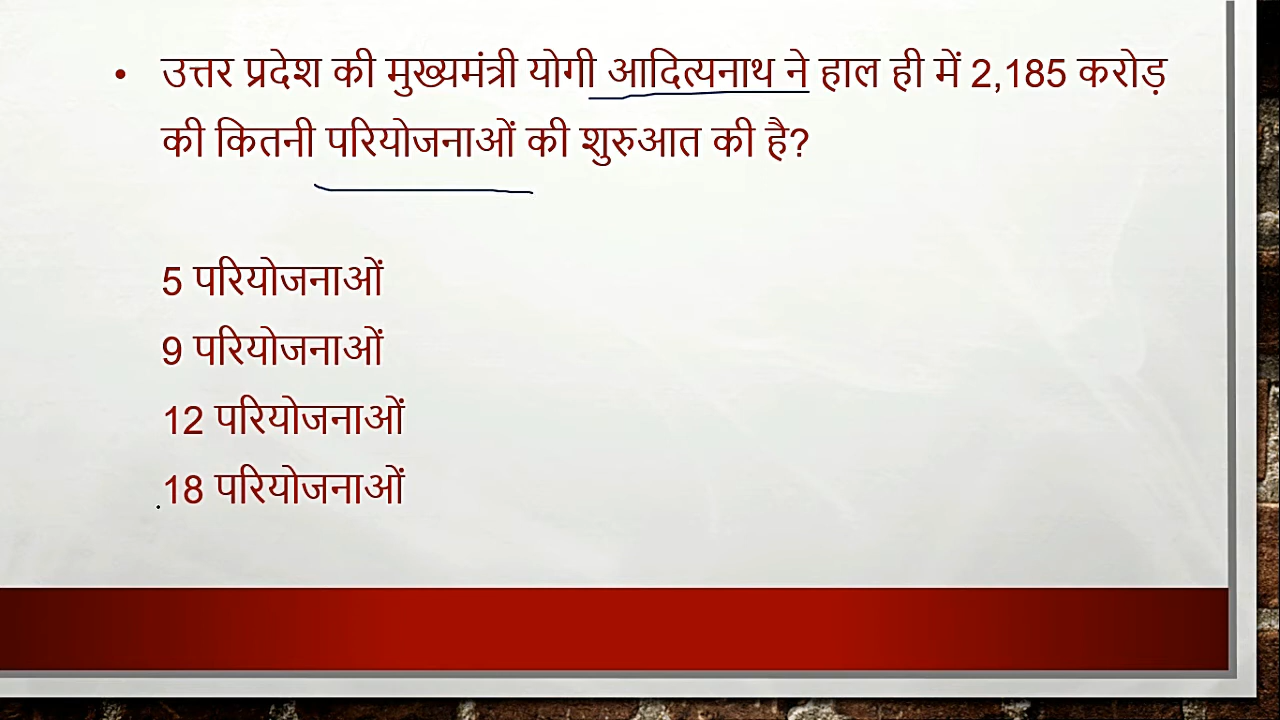 • उत्तर प्रदेश की मुख्यमंत्री योगी आदित्यनाथ ने हाल ही में 2,185 करोड़
की कितनी परियोजनाओं की शुरुआत की है?
5 परियोजनाओं
9 परियोजनाओं
12 परियोजनाओं
18 परियोजनाओं